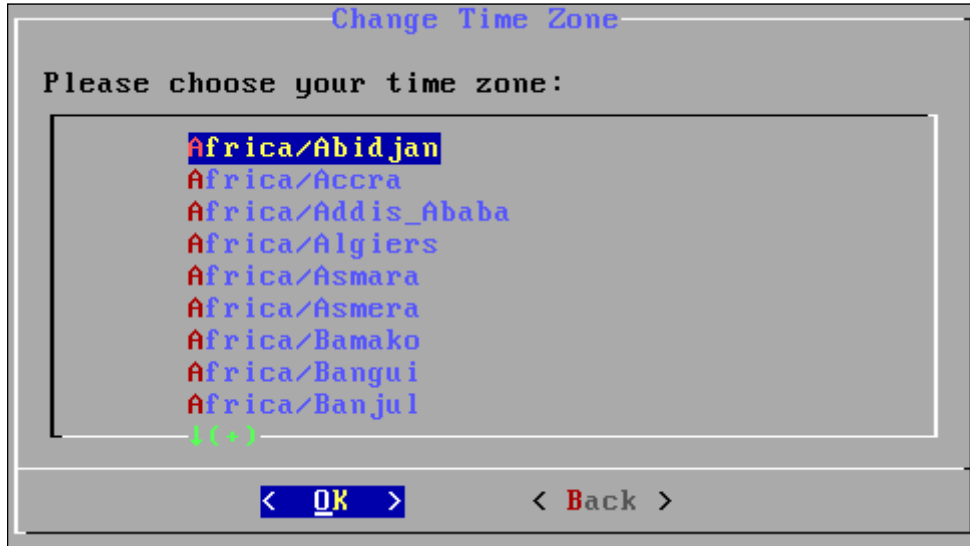 Change Time Zone
Please choose your time zone:
Africa/Abidjan
Africa/Accra
Africa/Addis_Ababa
Africa/Algiers
Africa/Asmara
Africa/Asmera
Africa/Bamako
Africa/Bangui
Africa/Banjul
↓(+)
< OK > < Back >